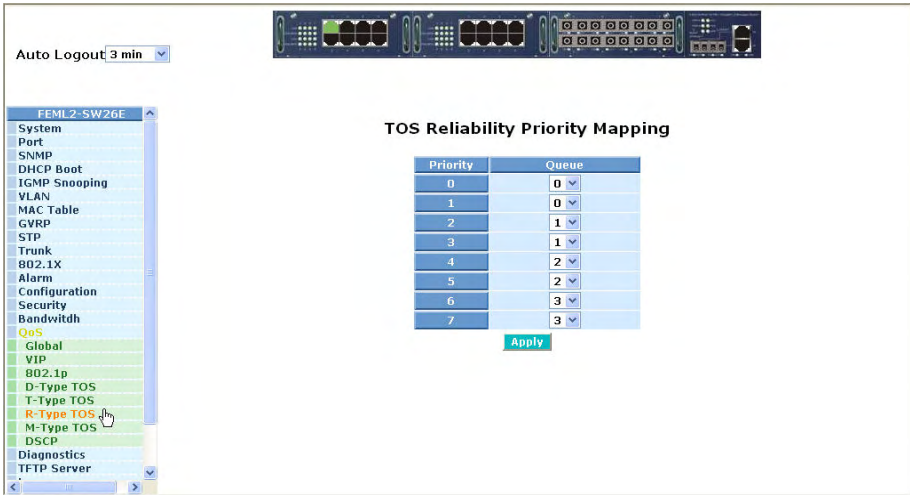 Auto Logout 3 min
FEML2-SW26E
System
Port
SNMP
DHCP Boot
IGMP Snooping
VLAN
MAC Table
GVRP
STP
Trunk
802.1X
Alarm
Configuration
Security
Bandwitdh
QoS
Global
VIP
802.1p
D-Type TOS
T-Type TOS
R-Type TOS
M-Type TOS
DSCP
Diagnostics
TFTP Server
TOS Reliability Priority Mapping
Priority Queue
0 0
1 0
2 1
3 1
4 2
5 2
6 3
7 3
Apply